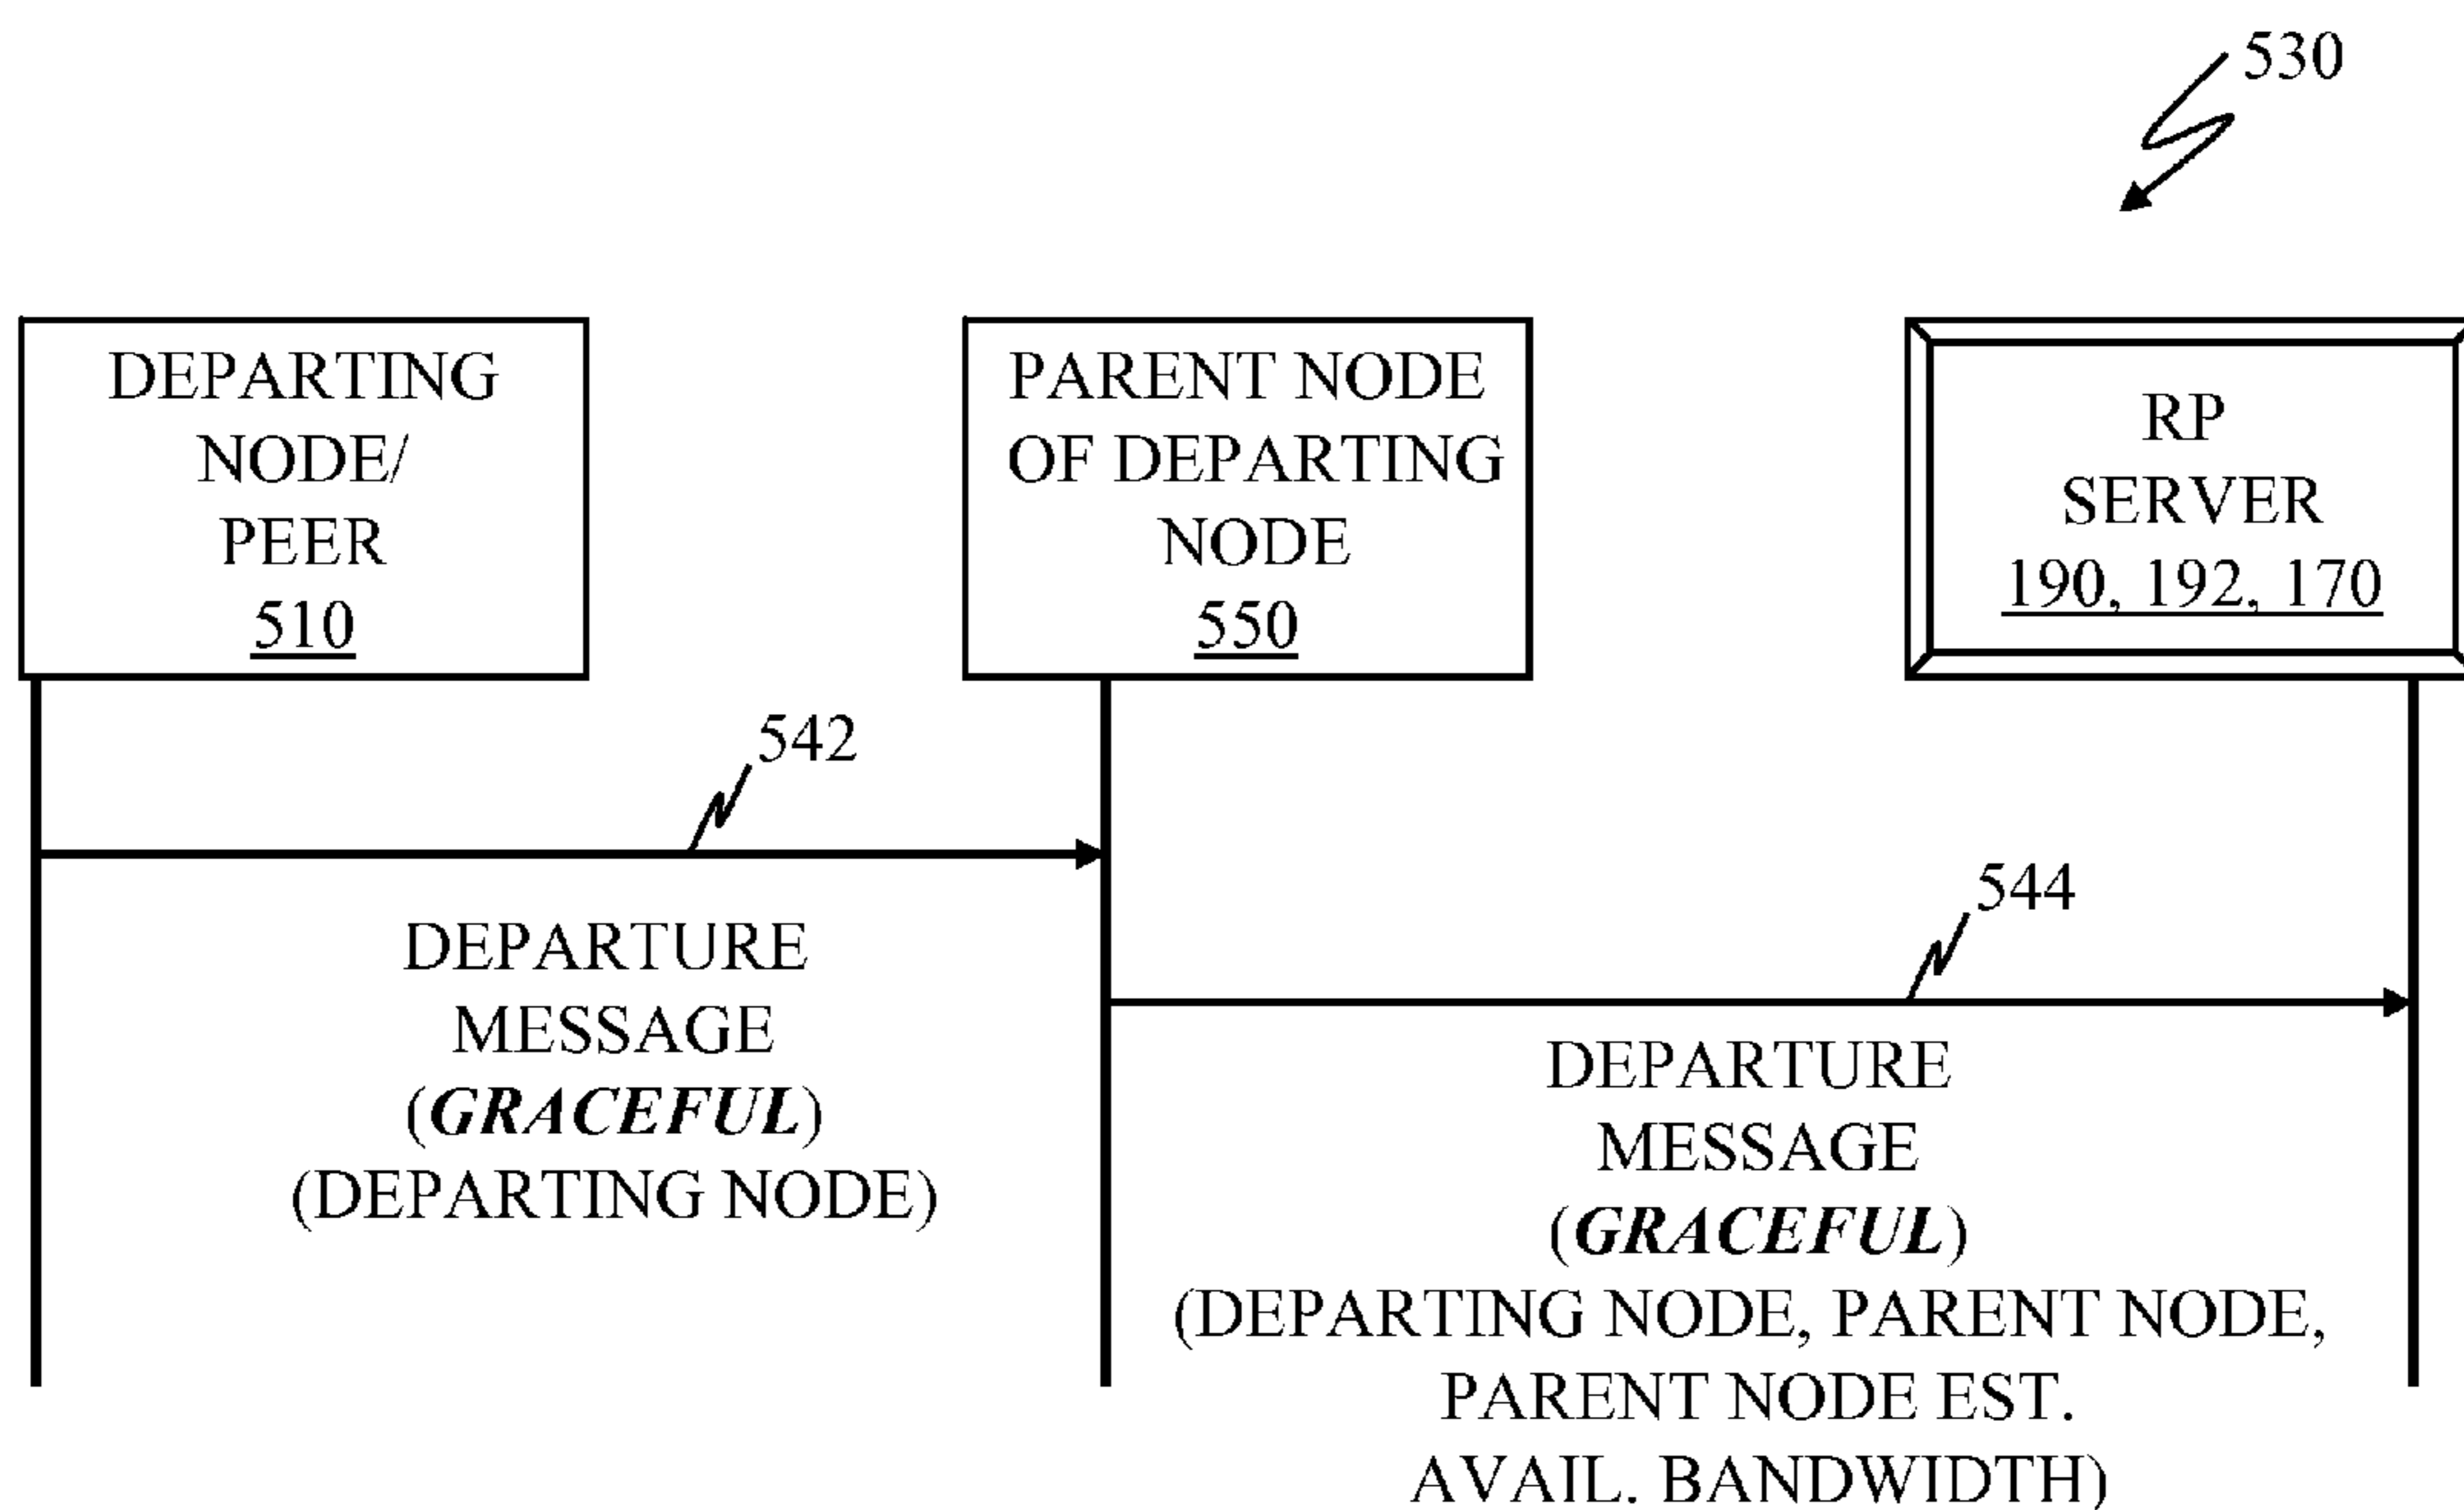 530
DEPARTING
NODE/
PEER
510
PARENT NODE
OF DEPARTING
NODE
550
RP
SERVER
190, 192, 170
542
DEPARTURE
MESSAGE
(GRACEFUL)
(DEPARTING NODE)
544
DEPARTURE
MESSAGE
(GRACEFUL)
(DEPARTING NODE, PARENT NODE,
PARENT NODE EST.
AVAIL. BANDWIDTH)